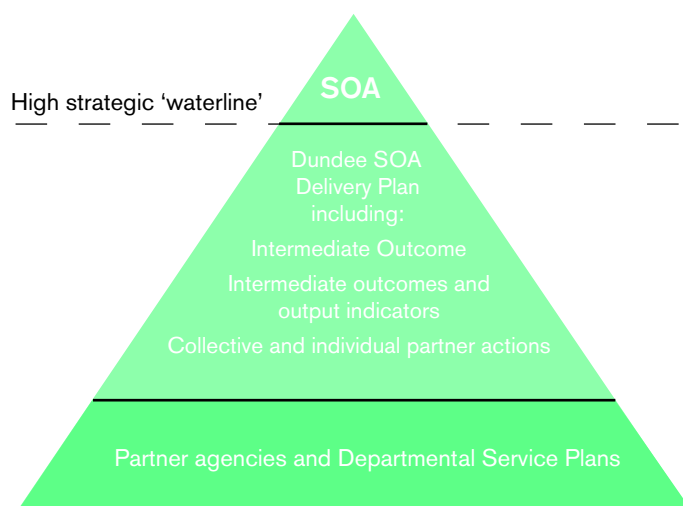 SOA
High strategic ‘waterline’
Dundee SOA
Delivery Plan
including:
Intermediate Outcome
Intermediate outcomes and
output indicators
Collective and individual partner actions
Partner agencies and Departmental Service Plans